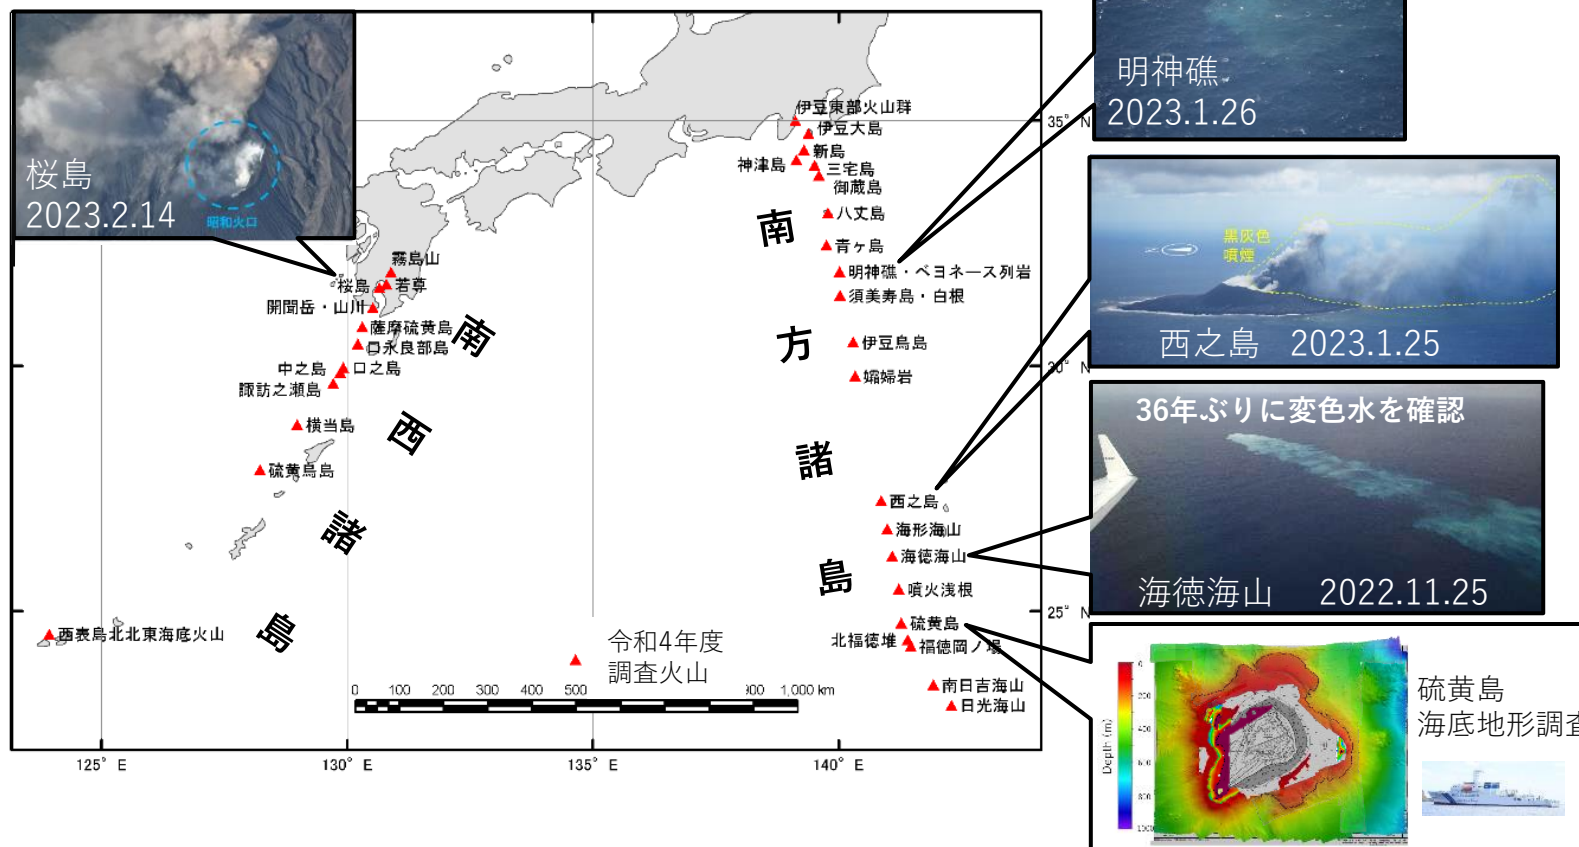 桜島
2023.2.14
昭和火口
明神礁
2023.1.26
黒灰色
噴煙
西之島 2023.1.25
36年ぶりに変色水を確認
海徳海山 2022.11.25
硫黄島
海底地形調査
Depth (m)
0
200
400
600
800
1000
伊豆東部火山群
伊豆大島
新島
神津島
三宅島
御蔵島
八丈島
青ヶ島
明神礁・ベヨネース列岩
須美寿島・白根
伊豆鳥島
孀婦岩
西之島
海形海山
海徳海山
噴火浅根
硫黄島
北福徳堆
福徳岡ノ場
南日吉海山
日光海山
南方諸島
霧島山
桜島
若尊
開聞岳・山川
薩摩硫黄島
口永良部島
中之島
口之島
諏訪之瀬島
横当島
硫黄鳥島
西表島北北東海底火山
南西諸島
令和4年度
調査火山
0 100 200 300 400 500 900 1,000 km
35° N
30° N
25° N
125° E 130° E 135° E 140° E